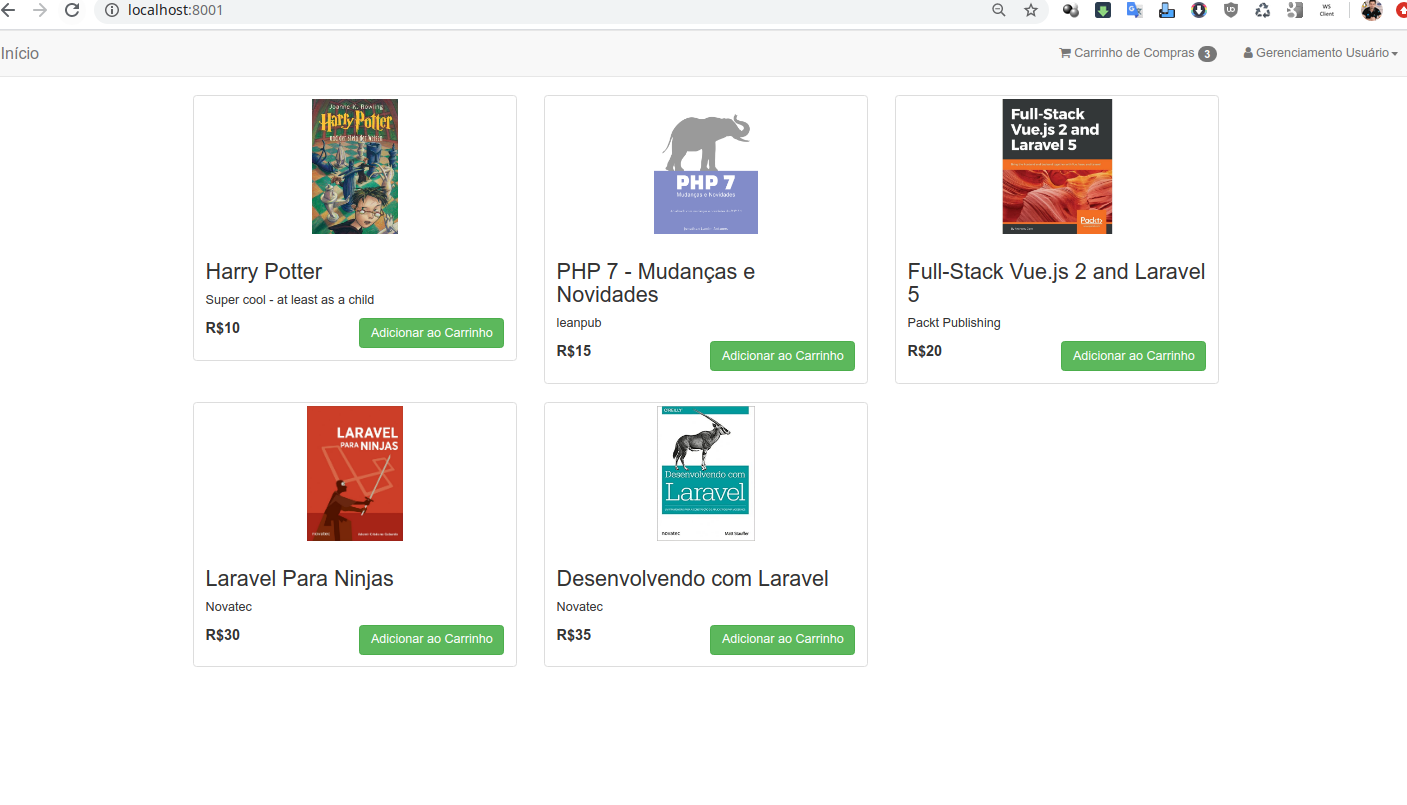 localhost:8001
WS
Client
Início
Carrinho de Compras 3
Gerenciamento Usuário
Joanne K. Rowling
Harry Potter
Harry Potter
Super cool - at least as a child
R$10
Adicionar ao Carrinho
PHP 7
Mudanças e Novidades
PHP 7 - Mudanças e
Novidades
leanpub
R$15
Adicionar ao Carrinho
Full-Stack
Vue.js 2 and
Laravel 5
Packt
Full-Stack Vue.js 2 and Laravel
5
Packt Publishing
R$20
Adicionar ao Carrinho
LARAVEL
PARA NINJAS
novatec
Laravel Para Ninjas
Novatec
R$30
Adicionar ao Carrinho
O'REILLY
Desenvolvendo com
Laravel
novatec
Matt Stauffer
Desenvolvendo com Laravel
Novatec
R$35
Adicionar ao Carrinho